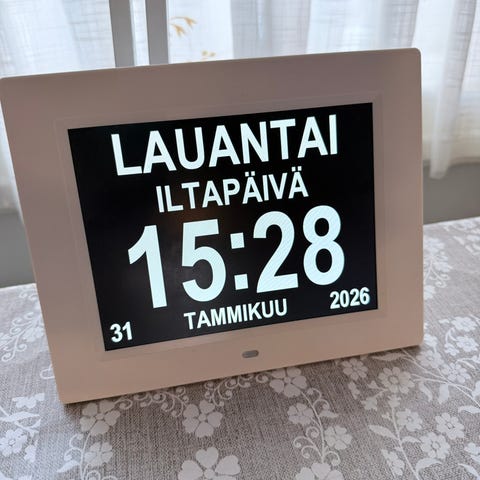 LAUANTAI
ILTAPÄIVÄ
15:28
31 TAMMIKUU 2026